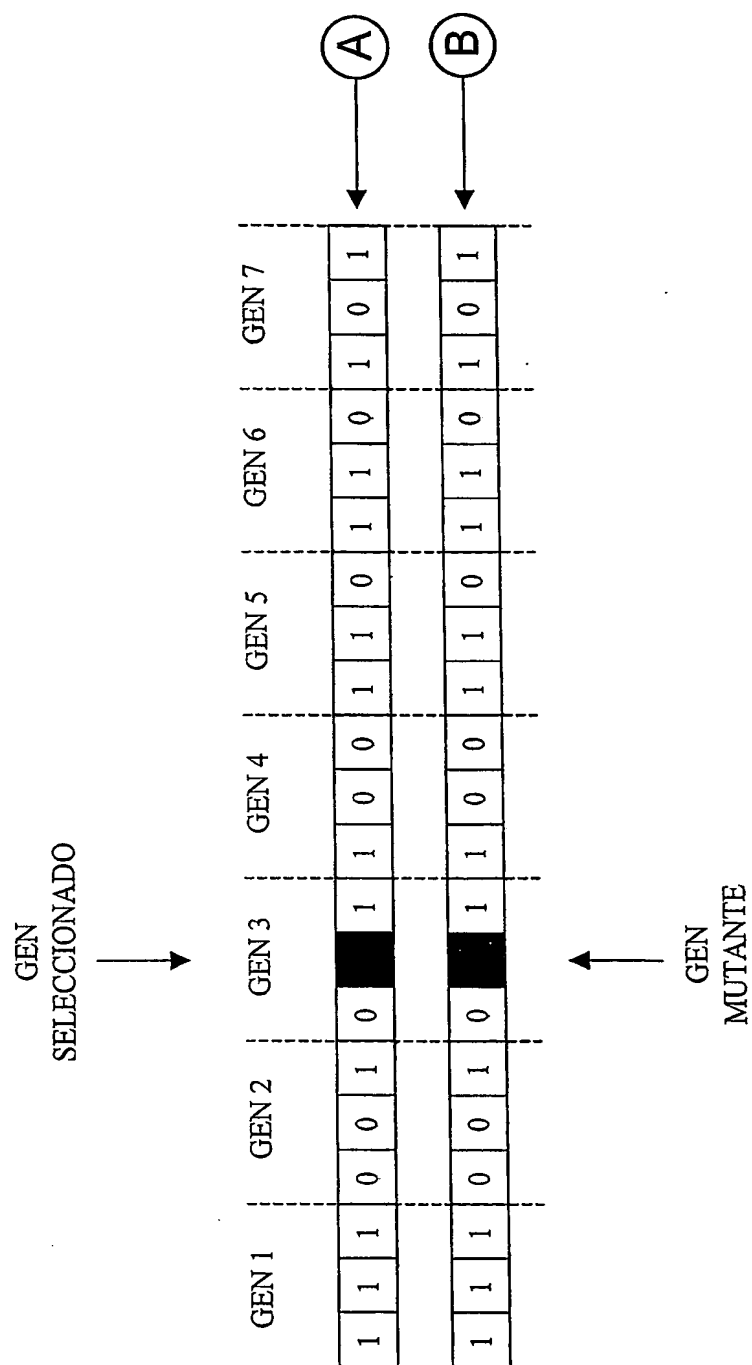 GEN
SELECCIONADO
GEN 1 GEN 2 GEN 3 GEN 4 GEN 5 GEN 6 GEN 7
1 1 1 0 0 1 0 1 1 0 0 1 1 0 1 1 0 1 0 1 A
1 1 1 0 0 1 0 1 1 0 0 1 1 0 1 1 0 1 0 1 B
GEN
MUTANTE